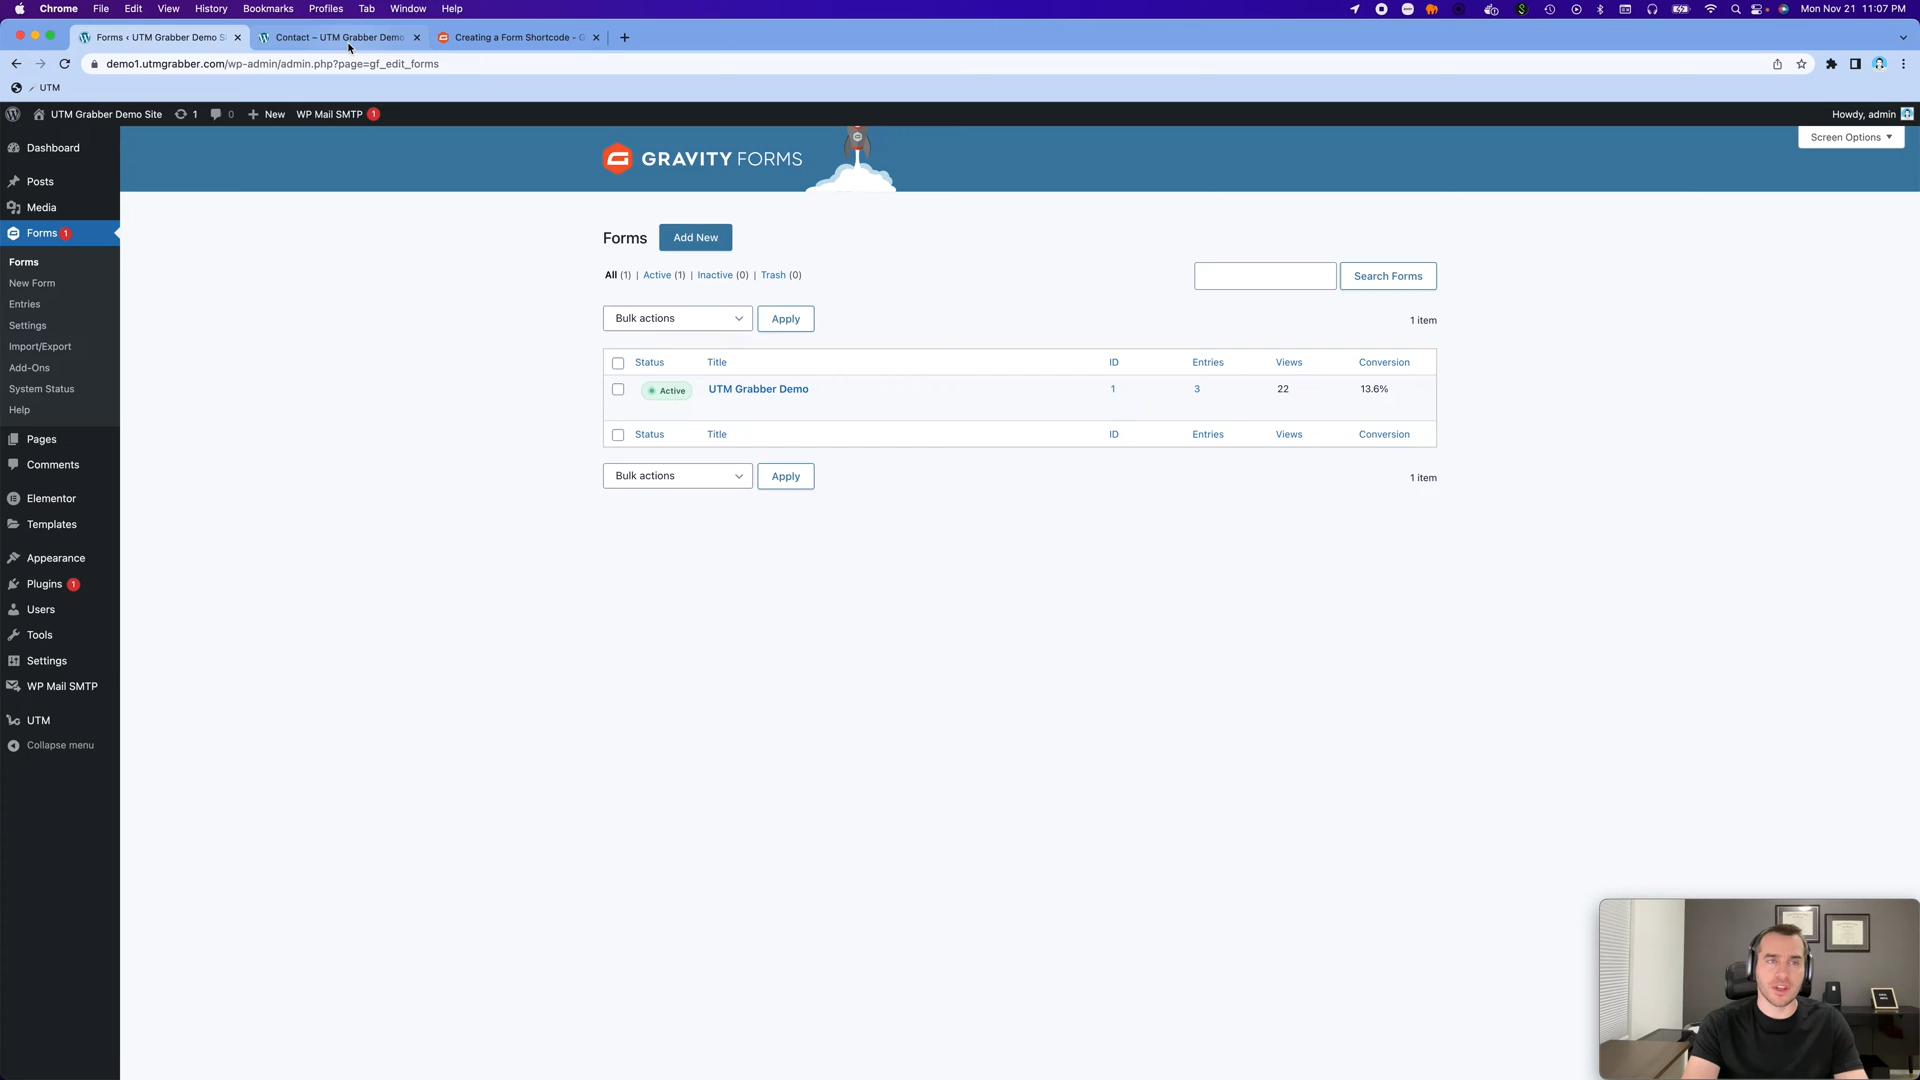 Chrome File Edit View History Bookmarks Profiles Tab Window Help Mon Nov 21 11:07 PM
Forms ‹ UTM Grabber Demo Si Contact – UTM Grabber Demo Creating a Form Shortcode - G
demo1.utmgrabber.com/wp-admin/admin.php?page=gf_edit_forms
UTM
UTM Grabber Demo Site 1 0 New WP Mail SMTP 1 Howdy, admin
Screen Options
GRAVITY FORMS
Dashboard
Posts
Media
Forms 1
Forms
New Form
Entries
Settings
Import/Export
Add-Ons
System Status
Help
Pages
Comments
Elementor
Templates
Appearance
Plugins 1
Users
Tools
Settings
WP Mail SMTP
UTM
Collapse menu
Forms Add New
All (1) | Active (1) | Inactive (0) | Trash (0)
Search Forms
Bulk actions Apply 1 item
Status Title ID Entries Views Conversion
Active UTM Grabber Demo 1 3 22 13.6%
Status Title ID Entries Views Conversion
Bulk actions Apply 1 item